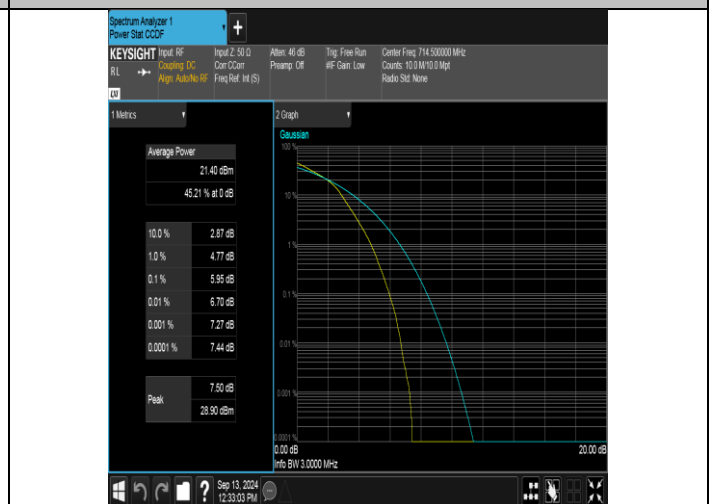 Spectrum Analyzer 1
Power Stat CCDF
+
KEYSIGHT
RL
Input: RF
Coupling: DC
Align: Auto/No RF
Input Z: 50 Ω
Corr CCorr
Freq Ref: Int (S)
Atten: 46 dB
Preamp: Off
Trig: Free Run
#IF Gain: Low
Center Freq: 714.500000 MHz
Counts: 10.0 M/10.0 Mpt
Radio Std: None
LXI
1 Metrics
Average Power
21.40 dBm
45.21 % at 0 dB
10.0 % 2.87 dB
1.0 % 4.77 dB
0.1 % 5.95 dB
0.01 % 6.70 dB
0.001 % 7.27 dB
0.0001 % 7.44 dB
Peak
7.50 dB
28.90 dBm
2 Graph
Gaussian
100 %
10 %
1 %
0.1 %
0.01 %
0.001 %
0.0001 %
0.00 dB
20.00 dB
Info BW 3.0000 MHz
?
Sep 13, 2024
12:33:03 PM